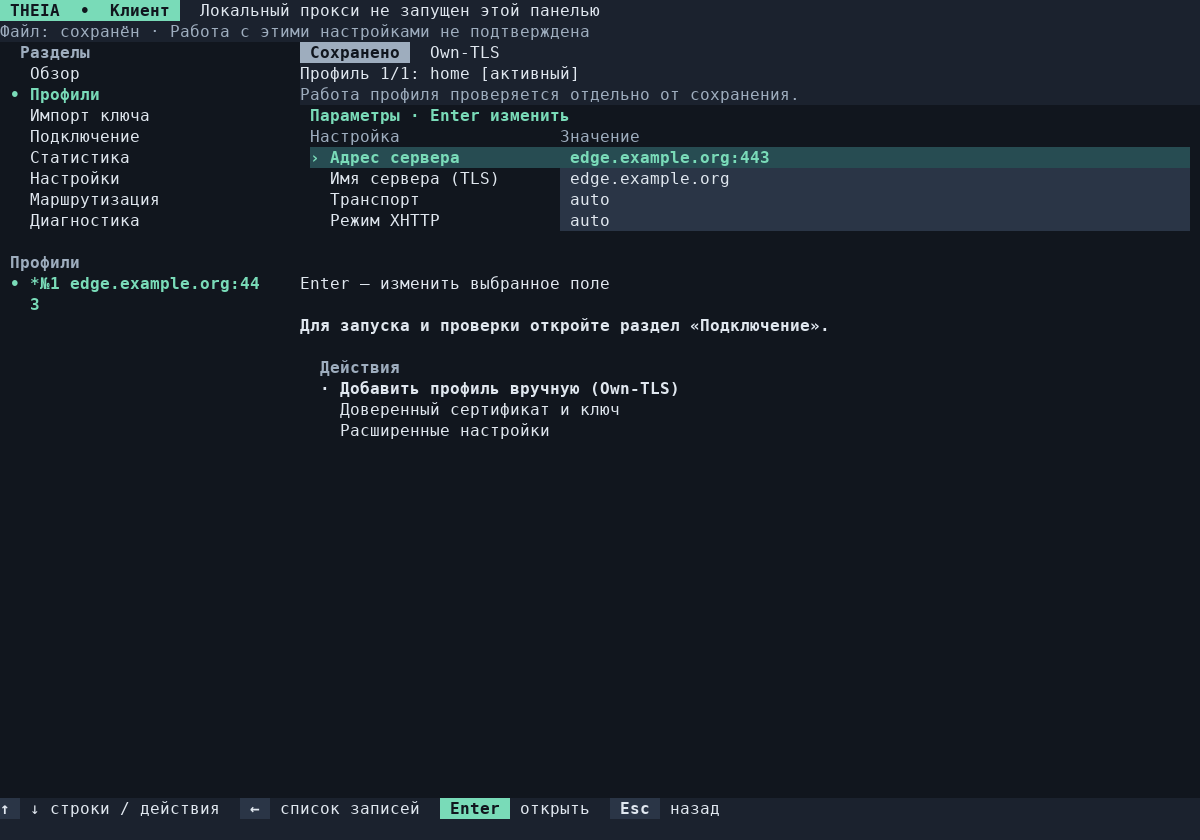 THEIA • Клиент Локальный прокси не запущен этой панелью
Файл: сохранён · Работа с этими настройками не подтверждена
Разделы
Обзор
• Профили
Импорт ключа
Подключение
Статистика
Настройки
Маршрутизация
Диагностика
Профили
• *№1 edge.example.org:44
3
Сохранено Own-TLS
Профиль 1/1: home [активный]
Работа профиля проверяется отдельно от сохранения.
Параметры · Enter изменить
Настройка Значение
› Адрес сервера edge.example.org:443
Имя сервера (TLS) edge.example.org
Транспорт auto
Режим XHTTP auto
Enter — изменить выбранное поле
Для запуска и проверки откройте раздел «Подключение».
Действия
· Добавить профиль вручную (Own-TLS)
Доверенный сертификат и ключ
Расширенные настройки
↑ ↓ строки / действия ← список записей Enter открыть Esc назад